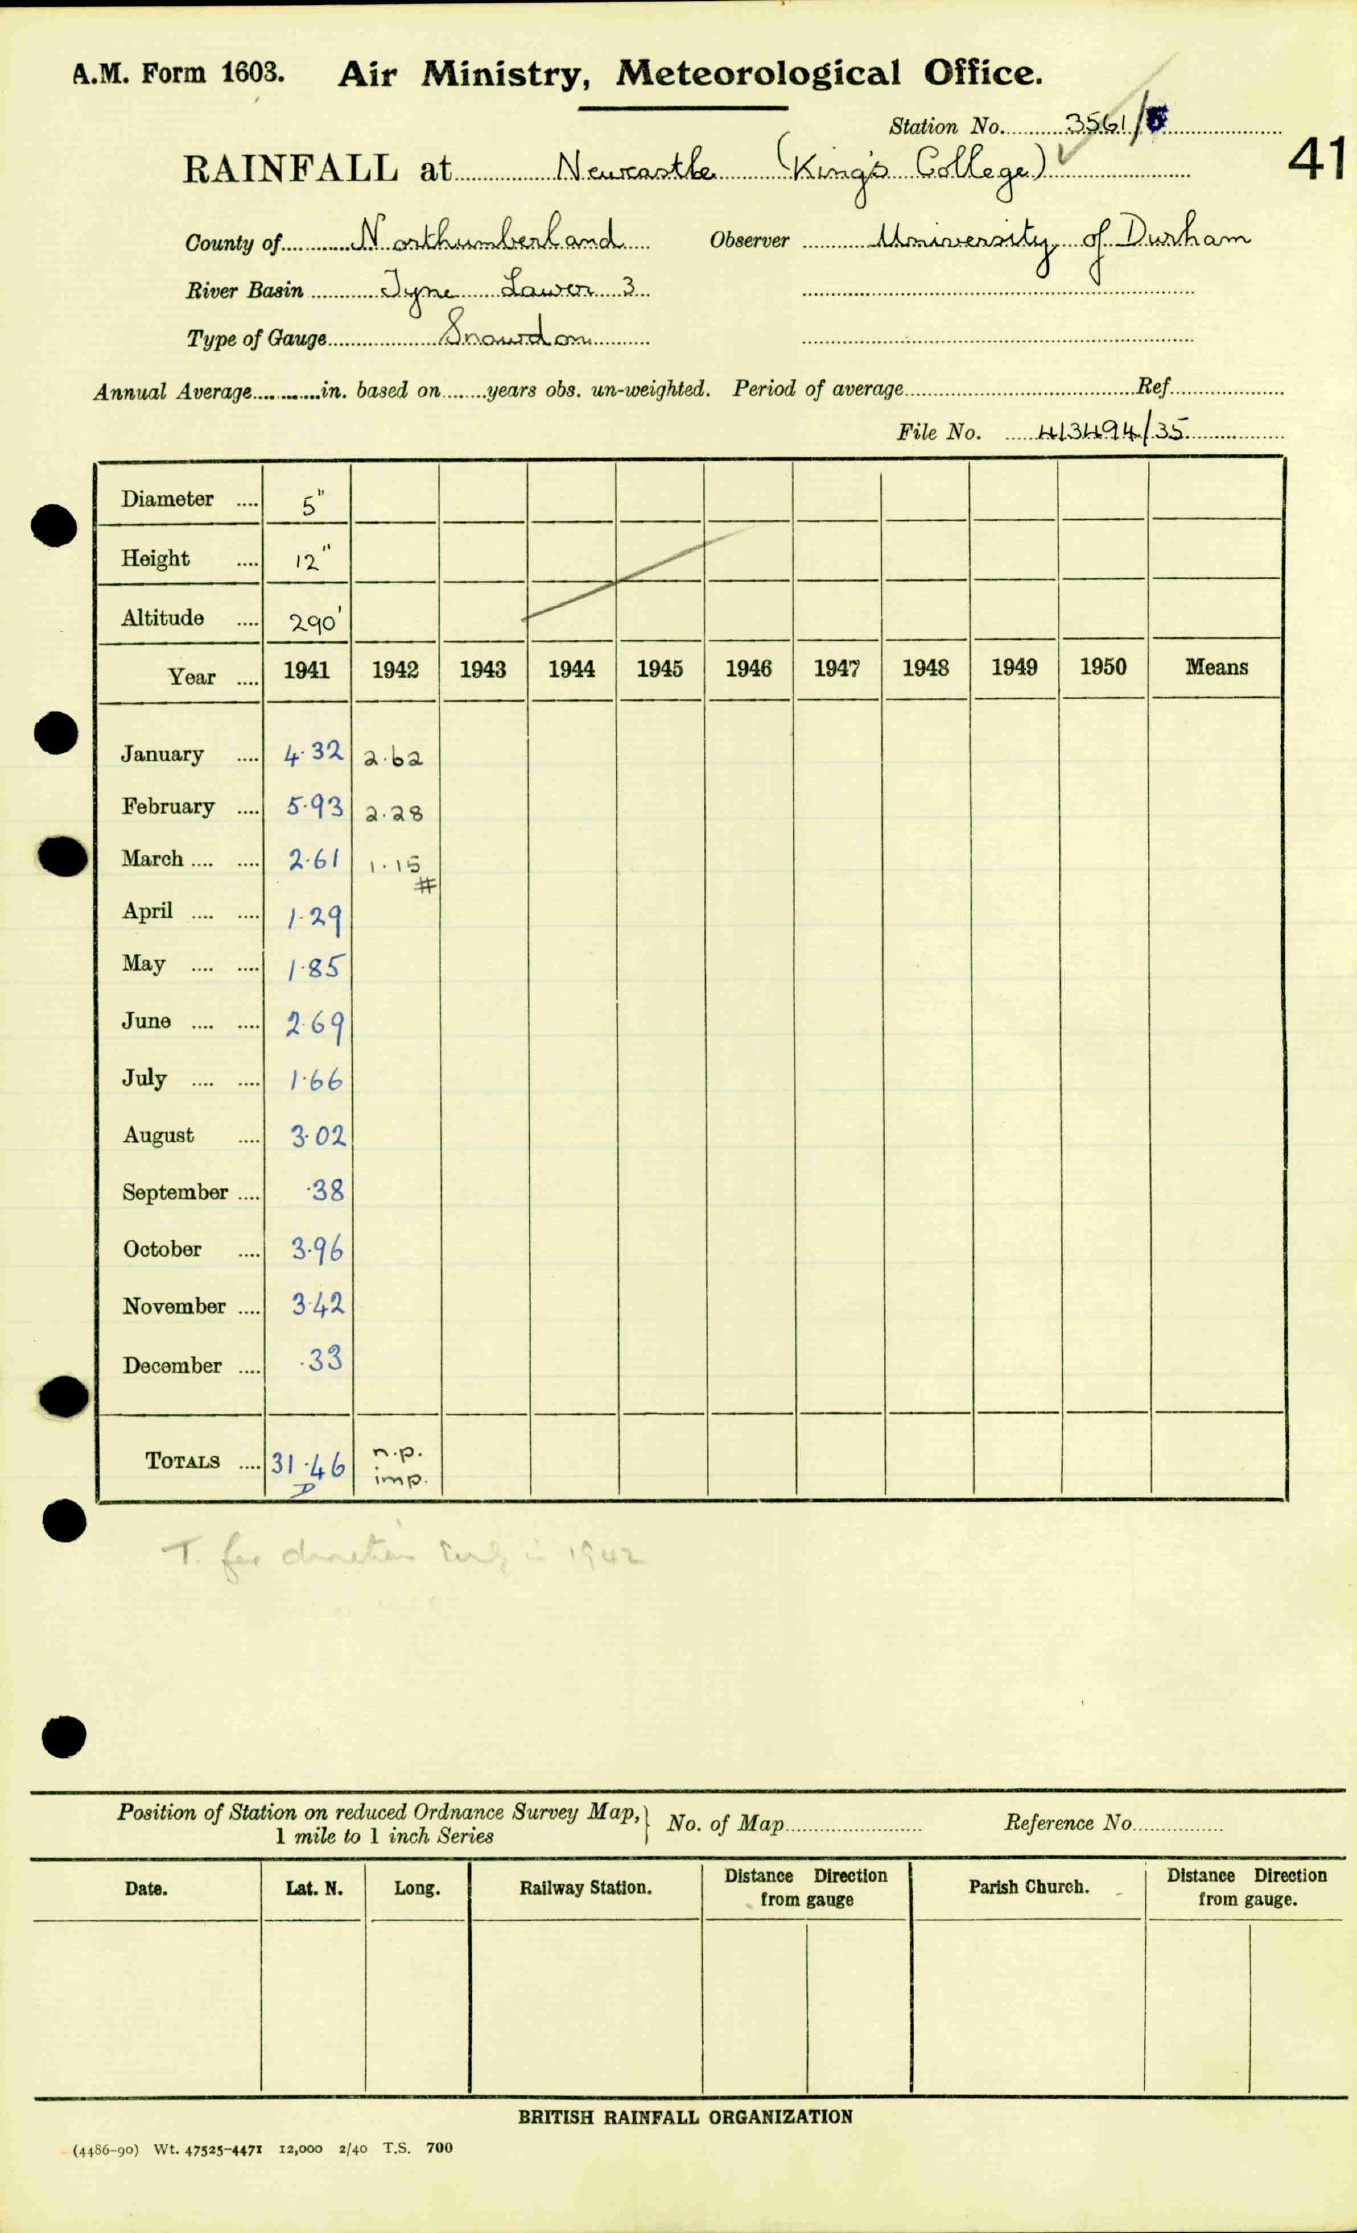 A.M. Form 1603. Air Ministry, Meteorological Office.
Station No. 3561/5
RAINFALL at Newcastle (King's College)
41
County of Northumberland Observer University of Durham
River Basin Tyne Lower 3
Type of Gauge Snowdon
Annual Average in. based on years obs. un-weighted. Period of average Ref.
File No. 413494/35
Diameter 5"
Height 12"
Altitude 290'
Year 1941 1942 1943 1944 1945 1946 1947 1948 1949 1950 Means
January 4.32 2.62
February 5.93 2.28
March 2.61 1.15
#
April 1.29
May 1.85
June 2.69
July 1.66
August 3.02
September .38
October 3.96
November 3.42
December .33
TOTALS 31.46 n.p.
D imp.
T. for in 1942
Position of Station on reduced Ordnance Survey Map, } No. of Map Reference No.
1 mile to 1 inch Series
Date. Lat. N. Long. Railway Station. Distance Direction from gauge Parish Church. Distance Direction from gauge.
BRITISH RAINFALL ORGANIZATION
(4486-90) Wt. 47525-4471 12,000 2/40 T.S. 700